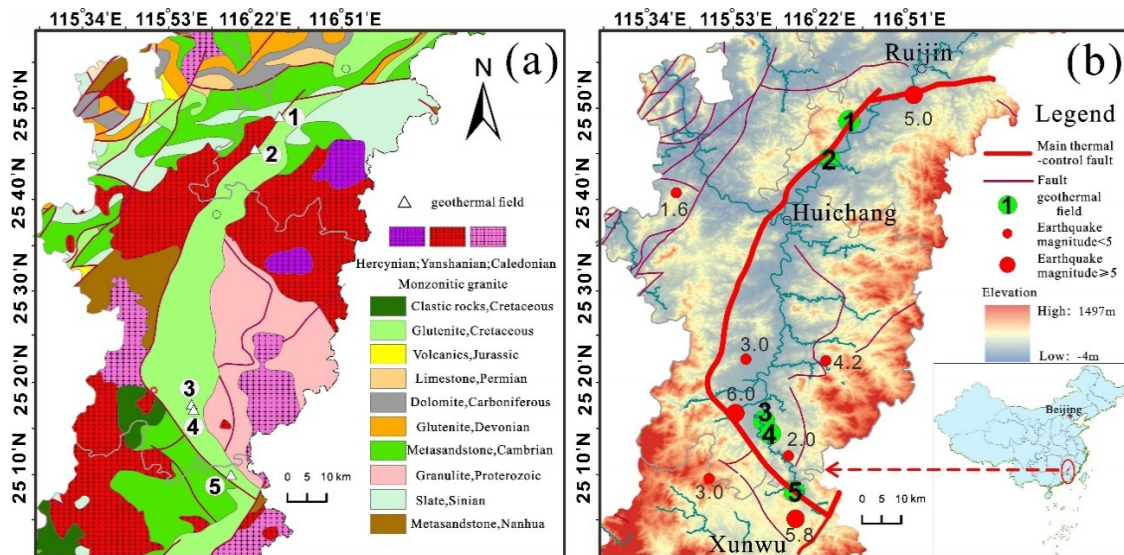 115°34'E 115°53'E 116°22'E 116°51'E
(a)
N
25°50'N
25°40'N
25°30'N
25°20'N
25°10'N
1
2
3
4
5
geothermal field
Hercynian;Yanshanian;Caledonian
Monzonitic granite
Clastic rocks,Cretaceous
Glutenite,Cretaceous
Volcanics,Jurassic
Limestone,Permian
Dolomite,Carboniferous
Glutenite,Devonian
Metasandstone,Cambrian
Granulite,Proterozoic
Slate,Sinian
Metasandstone,Nanhua
0 5 10 km
115°34'E 115°53'E 116°22'E 116°51'E
(b)
25°50'N
25°40'N
25°30'N
25°20'N
25°10'N
Ruijin
5.0
1
2
1.6
Huichang
3.0
4.2
6.0
3
4
2.0
3.0
5
5.8
Xunwu
0 5 10 km
Legend
Main thermal
-control fault
Fault
1
geothermal
field
Earthquake
magnitude<5
Earthquake
magnitude≥5
Elevation
High: 1497m
Low: -4m
Beijing